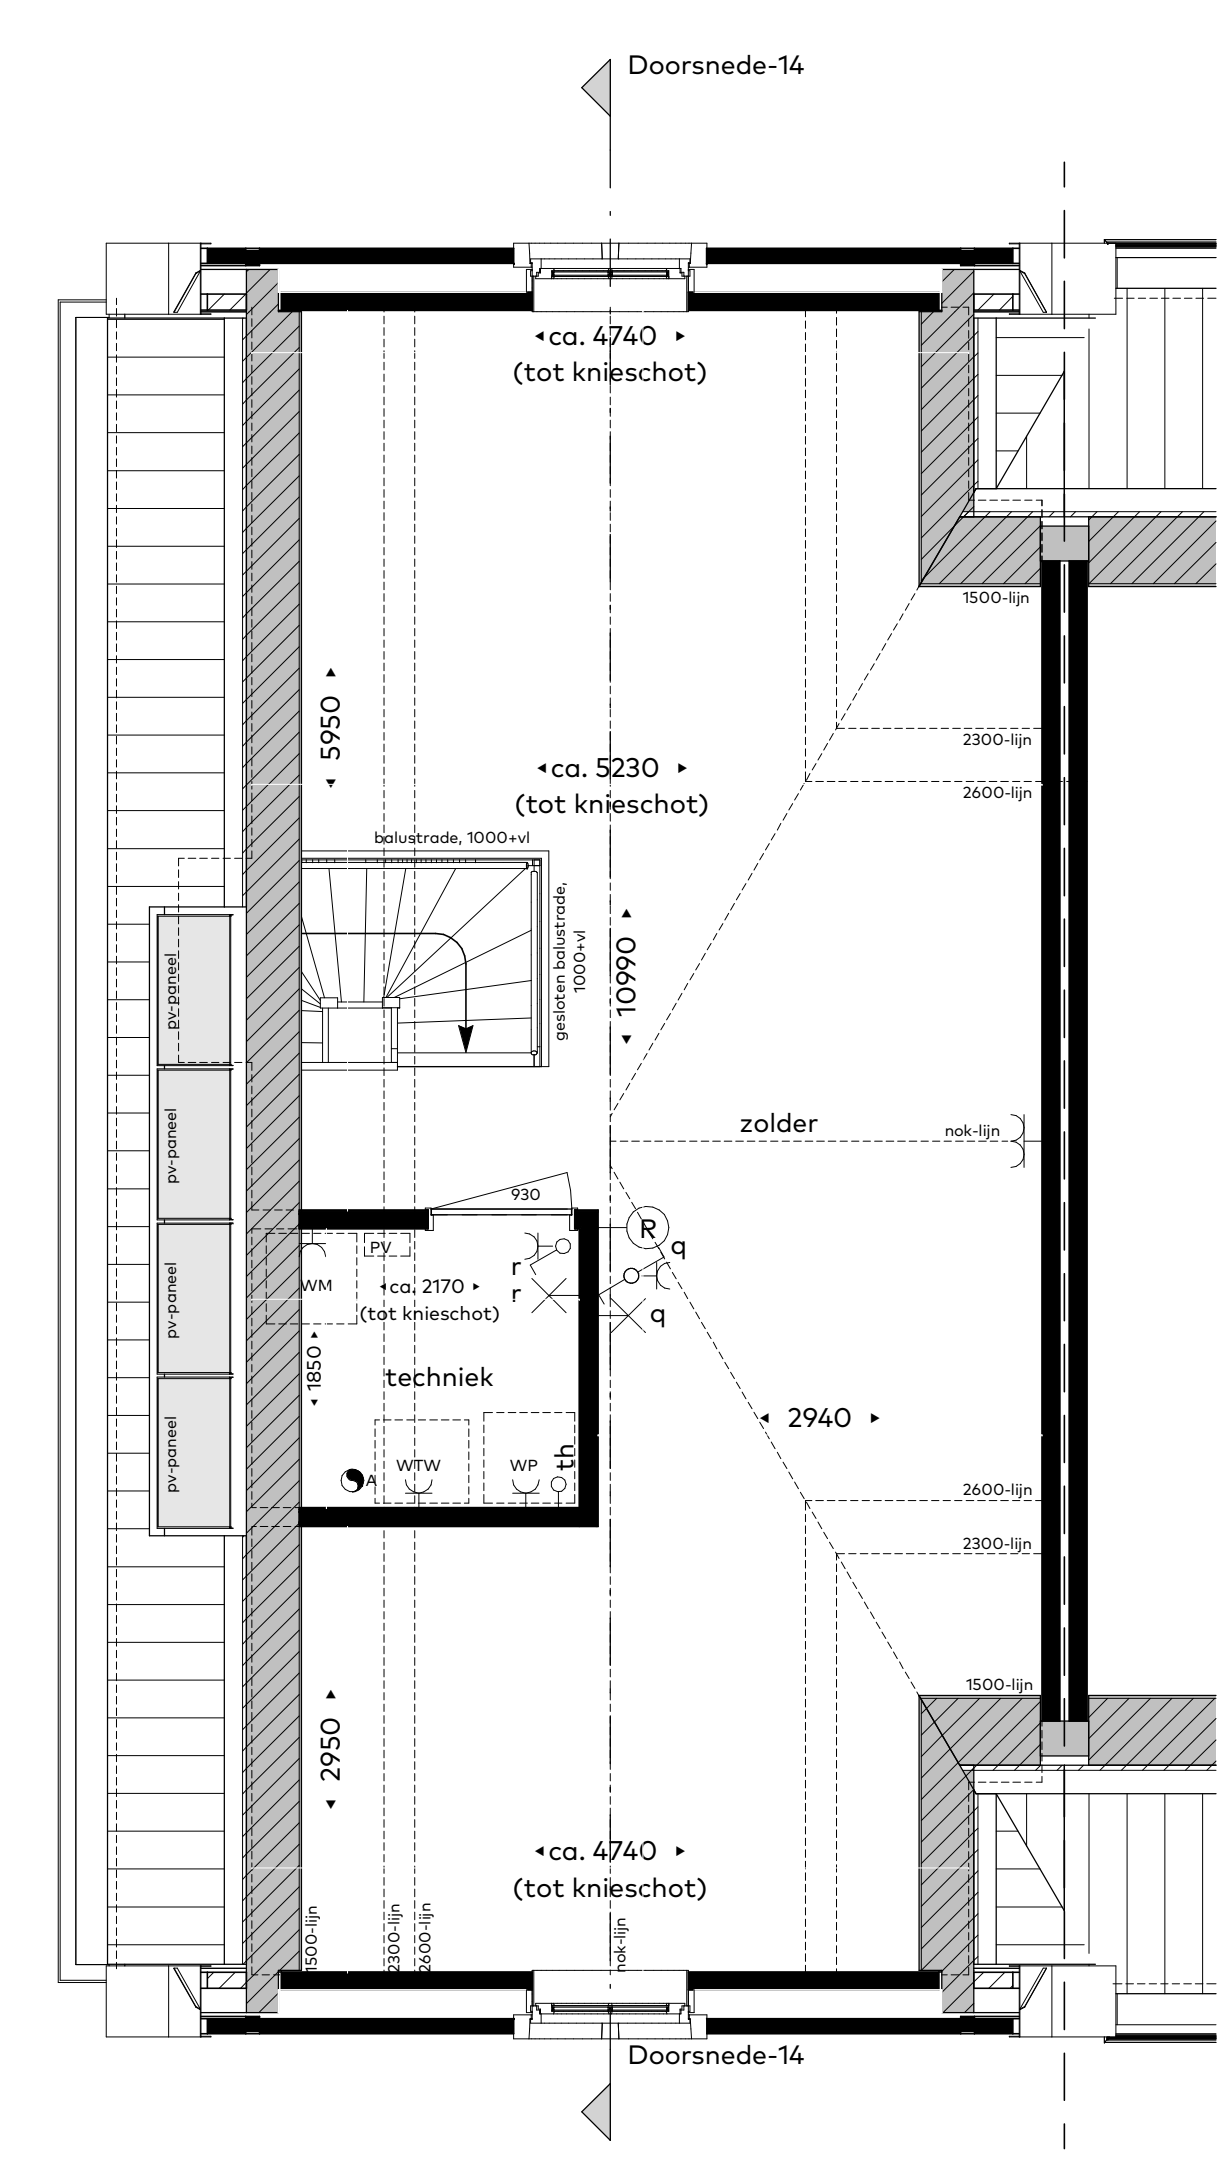 Doorsnede-14
ca. 4740
(tot knieschot)
1500-lijn
5950
2300-lijn
ca. 5230
(tot knieschot)
2600-lijn
balustrade, 1000+vl
gesloten balustrade,
1000+vl
10990
pv-paneel
pv-paneel
pv-paneel
pv-paneel
zolder
nok-lijn
930
R
q
PV
r
WM
ca. 2170
(tot knieschot)
r
q
1850
techniek
2940
th
WTW
WP
A
2600-lijn
2300-lijn
1500-lijn
2950
ca. 4740
(tot knieschot)
1500-lijn
2300-lijn
2600-lijn
nok-lijn
Doorsnede-14